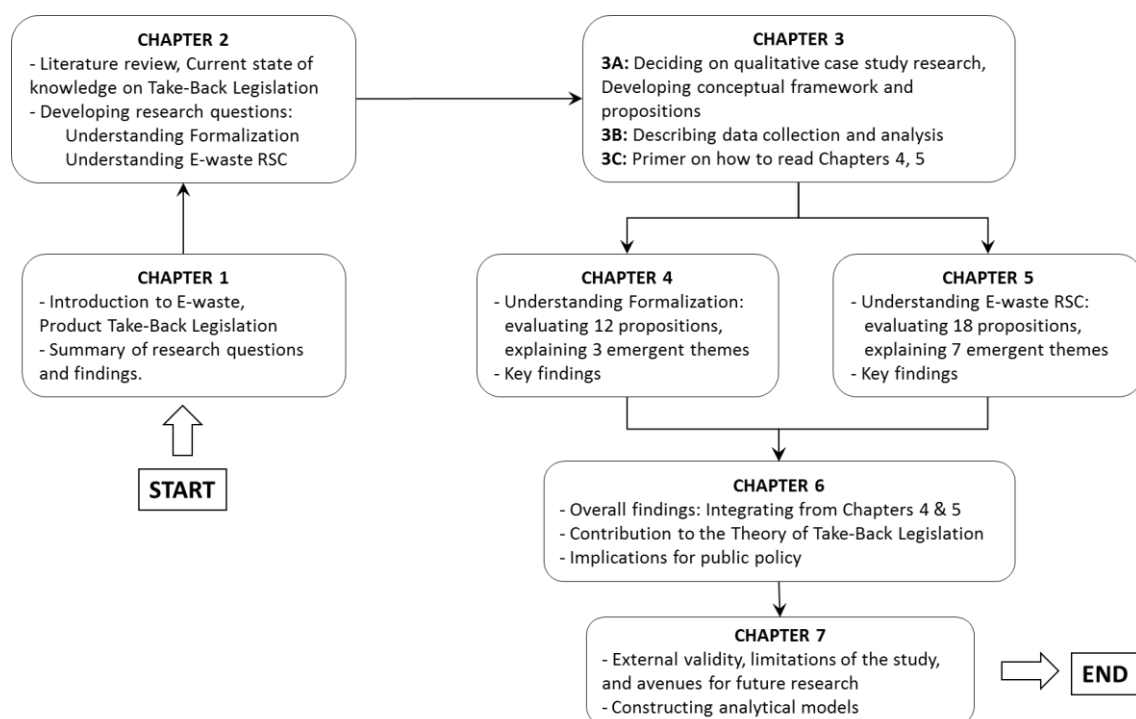 CHAPTER 2
- Literature review, Current state of
knowledge on Take-Back Legislation
- Developing research questions:
Understanding Formalization
Understanding E-waste RSC
CHAPTER 3
3A: Deciding on qualitative case study research,
Developing conceptual framework and
propositions
3B: Describing data collection and analysis
3C: Primer on how to read Chapters 4, 5
CHAPTER 1
- Introduction to E-waste,
Product Take-Back Legislation
- Summary of research questions
and findings.
START
CHAPTER 4
- Understanding Formalization:
evaluating 12 propositions,
explaining 3 emergent themes
- Key findings
CHAPTER 5
- Understanding E-waste RSC:
evaluating 18 propositions,
explaining 7 emergent themes
- Key findings
CHAPTER 6
- Overall findings: Integrating from Chapters 4 & 5
- Contribution to the Theory of Take-Back Legislation
- Implications for public policy
CHAPTER 7
- External validity, limitations of the study,
and avenues for future research
- Constructing analytical models
END